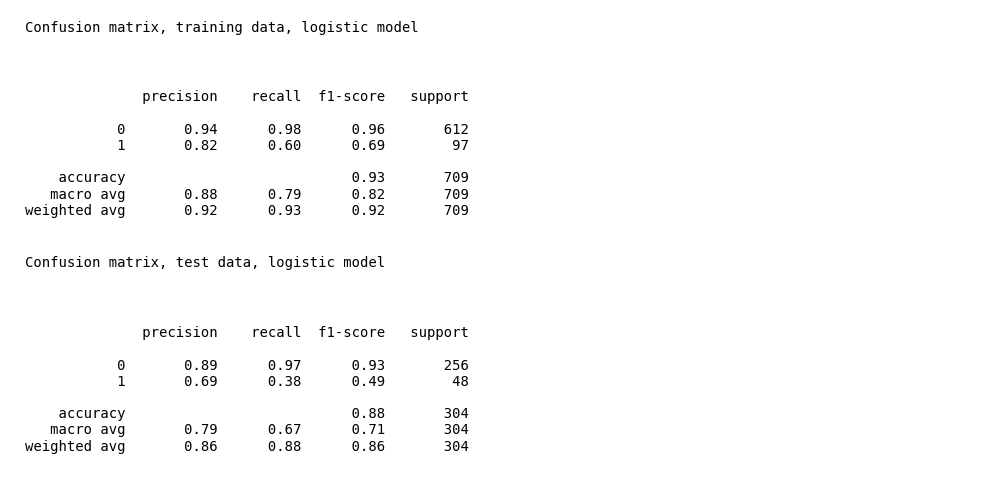 Confusion matrix, training data, logistic model
precision recall f1-score support
0 0.94 0.98 0.96 612
1 0.82 0.60 0.69 97
accuracy 0.93 709
macro avg 0.88 0.79 0.82 709
weighted avg 0.92 0.93 0.92 709
Confusion matrix, test data, logistic model
precision recall f1-score support
0 0.89 0.97 0.93 256
1 0.69 0.38 0.49 48
accuracy 0.88 304
macro avg 0.79 0.67 0.71 304
weighted avg 0.86 0.88 0.86 304